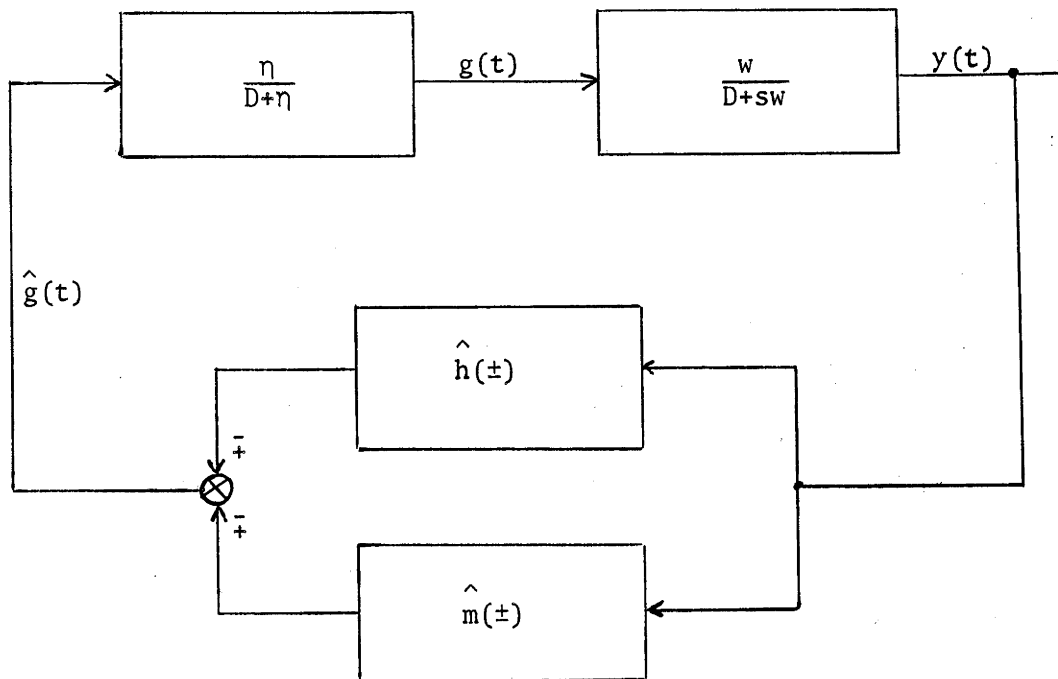 η
D+η
g(t)
w
D+sw
y(t)
ĝ(t)
ĥ(±)
∓
∓
m̂(±)